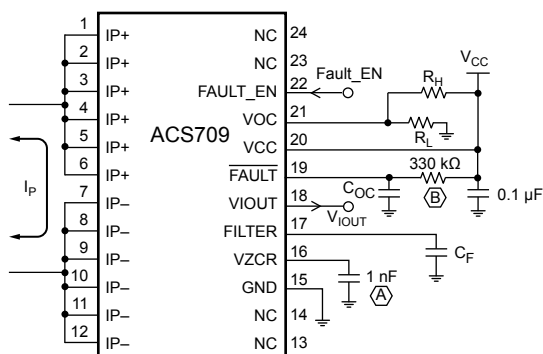 1 IP+ NC 24
2 IP+ NC 23
3 IP+ FAULT_EN 22 Fault_EN
4 IP+ VOC 21
5 IP+ VCC 20
6 IP+ FAULT 19
7 IP– VIOUT 18
8 IP– FILTER 17
9 IP– VZCR 16
10 IP– GND 15
11 IP– NC 14
12 IP– NC 13
ACS709
IP
VCC
RH
RL
330 kΩ
B
COC
0.1 µF
VIOUT
CF
1 nF
A